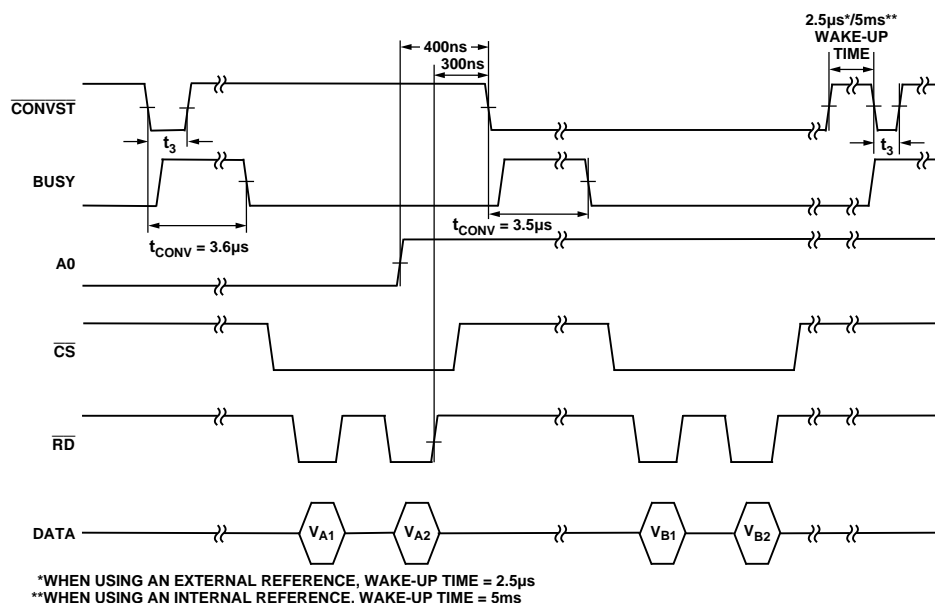 2.5µs*/5ms**
WAKE-UP
TIME
400ns
300ns
CONVST
t3
t3
BUSY
tCONV = 3.6µs
tCONV = 3.5µs
A0
CS
RD
DATA
VA1
VA2
VB1
VB2
*WHEN USING AN EXTERNAL REFERENCE, WAKE-UP TIME = 2.5µs
**WHEN USING AN INTERNAL REFERENCE, WAKE-UP TIME = 5ms